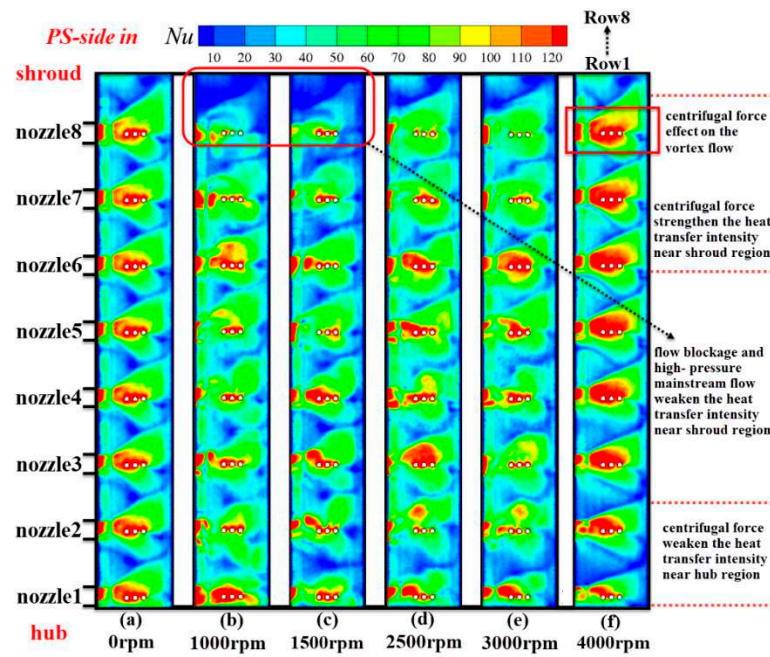 PS-side in
Nu
10 20 30 40 50 60 70 80 90 100 110 120
Row8
Row1
shroud
nozzle8
nozzle7
nozzle6
nozzle5
nozzle4
nozzle3
nozzle2
nozzle1
hub
centrifugal force
effect on the
vortex flow
centrifugal force
strengthen the heat
transfer intensity
near shroud region
flow blockage and
high- pressure
mainstream flow
weaken the heat
transfer intensity
near shroud region
centrifugal force
weaken the heat
transfer intensity
near hub region
(a) (b) (c) (d) (e) (f)
0rpm 1000rpm 1500rpm 2500rpm 3000rpm 4000rpm